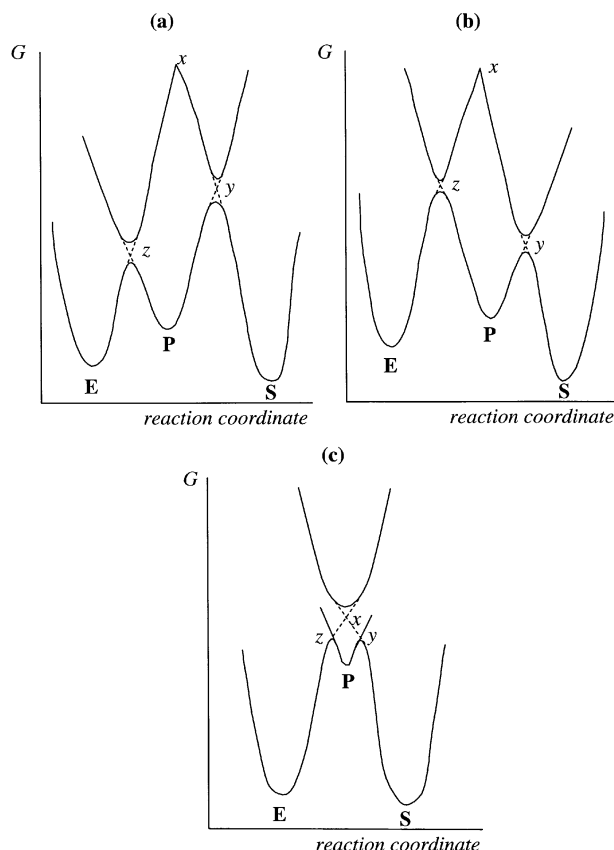 (a)
G
x
y
z
P
E
S
reaction coordinate
(b)
G
x
z
y
P
E
S
reaction coordinate
(c)
G
x
z
y
P
E
S
reaction coordinate